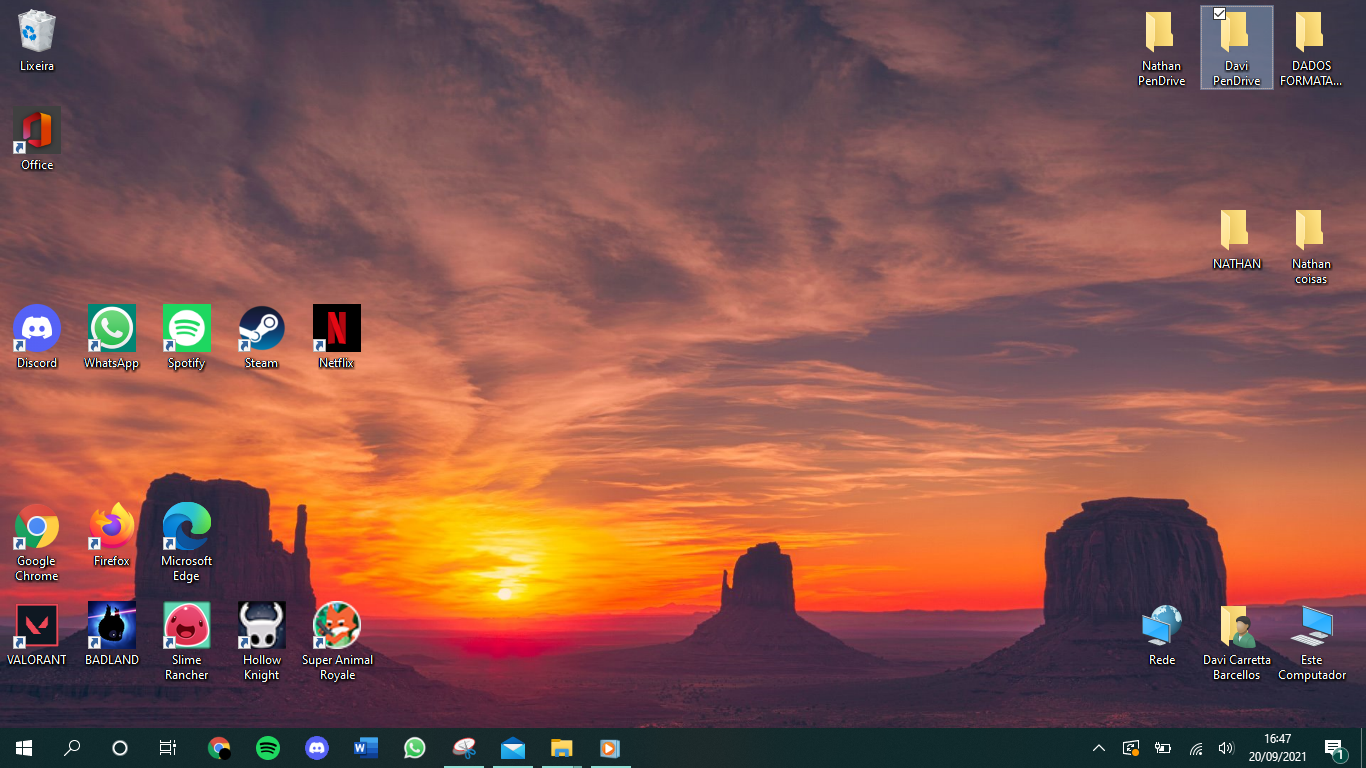 Lixeira
Nathan
PenDrive
Davi
PenDrive
DADOS
FORMATA...
Office
NATHAN
Nathan
coisas
Discord
WhatsApp
Spotify
Steam
Netflix
Google
Chrome
Firefox
Microsoft
Edge
VALORANT
BADLAND
Slime
Rancher
Hollow
Knight
Super Animal
Royale
Rede
Davi Carretta
Barcellos
Este
Computador
16:47
20/09/2021
1